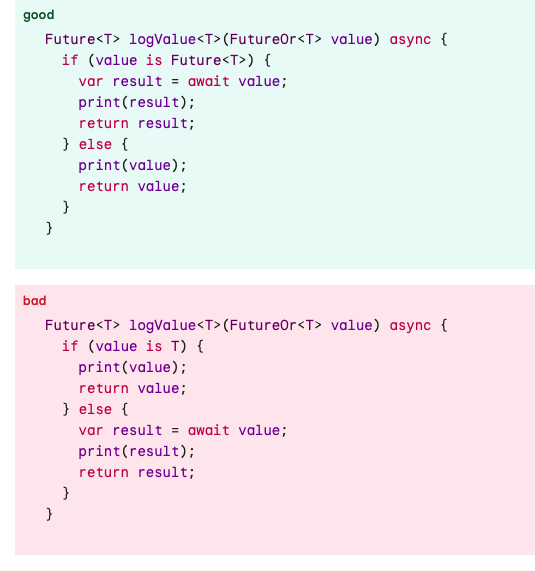 good
Future<T> logValue<T>(FutureOr<T> value) async {
  if (value is Future<T>) {
    var result = await value;
    print(result);
    return result;
  } else {
    print(value);
    return value;
  }
}
bad
Future<T> logValue<T>(FutureOr<T> value) async {
  if (value is T) {
    print(value);
    return value;
  } else {
    var result = await value;
    print(result);
    return result;
  }
}